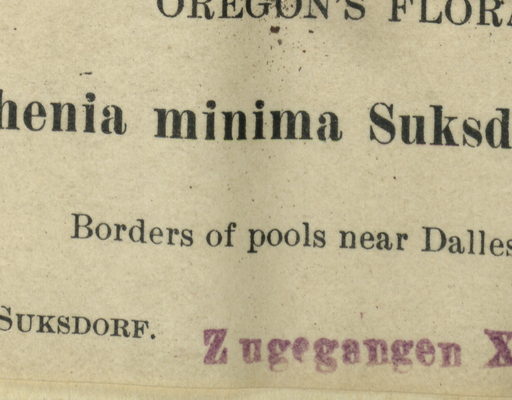 OREGON'S FLORA
henia minima Suksd
Borders of pools near Dalles
SUKSDORF.
Zugegangen X